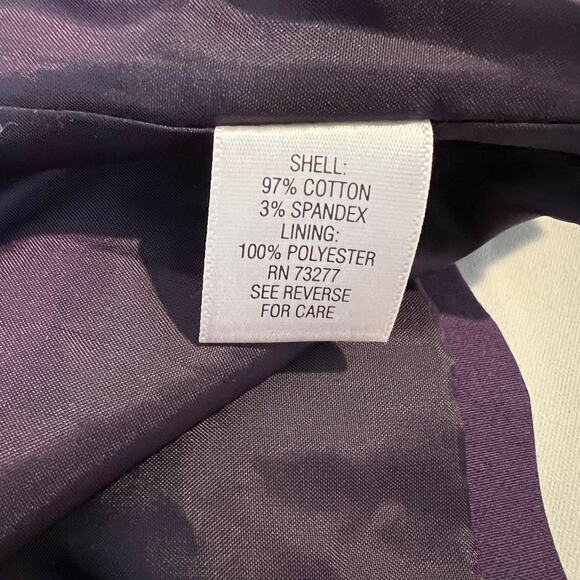 SHELL:
97% COTTON
3% SPANDEX
LINING:
100% POLYESTER
RN 73277
SEE REVERSE
FOR CARE